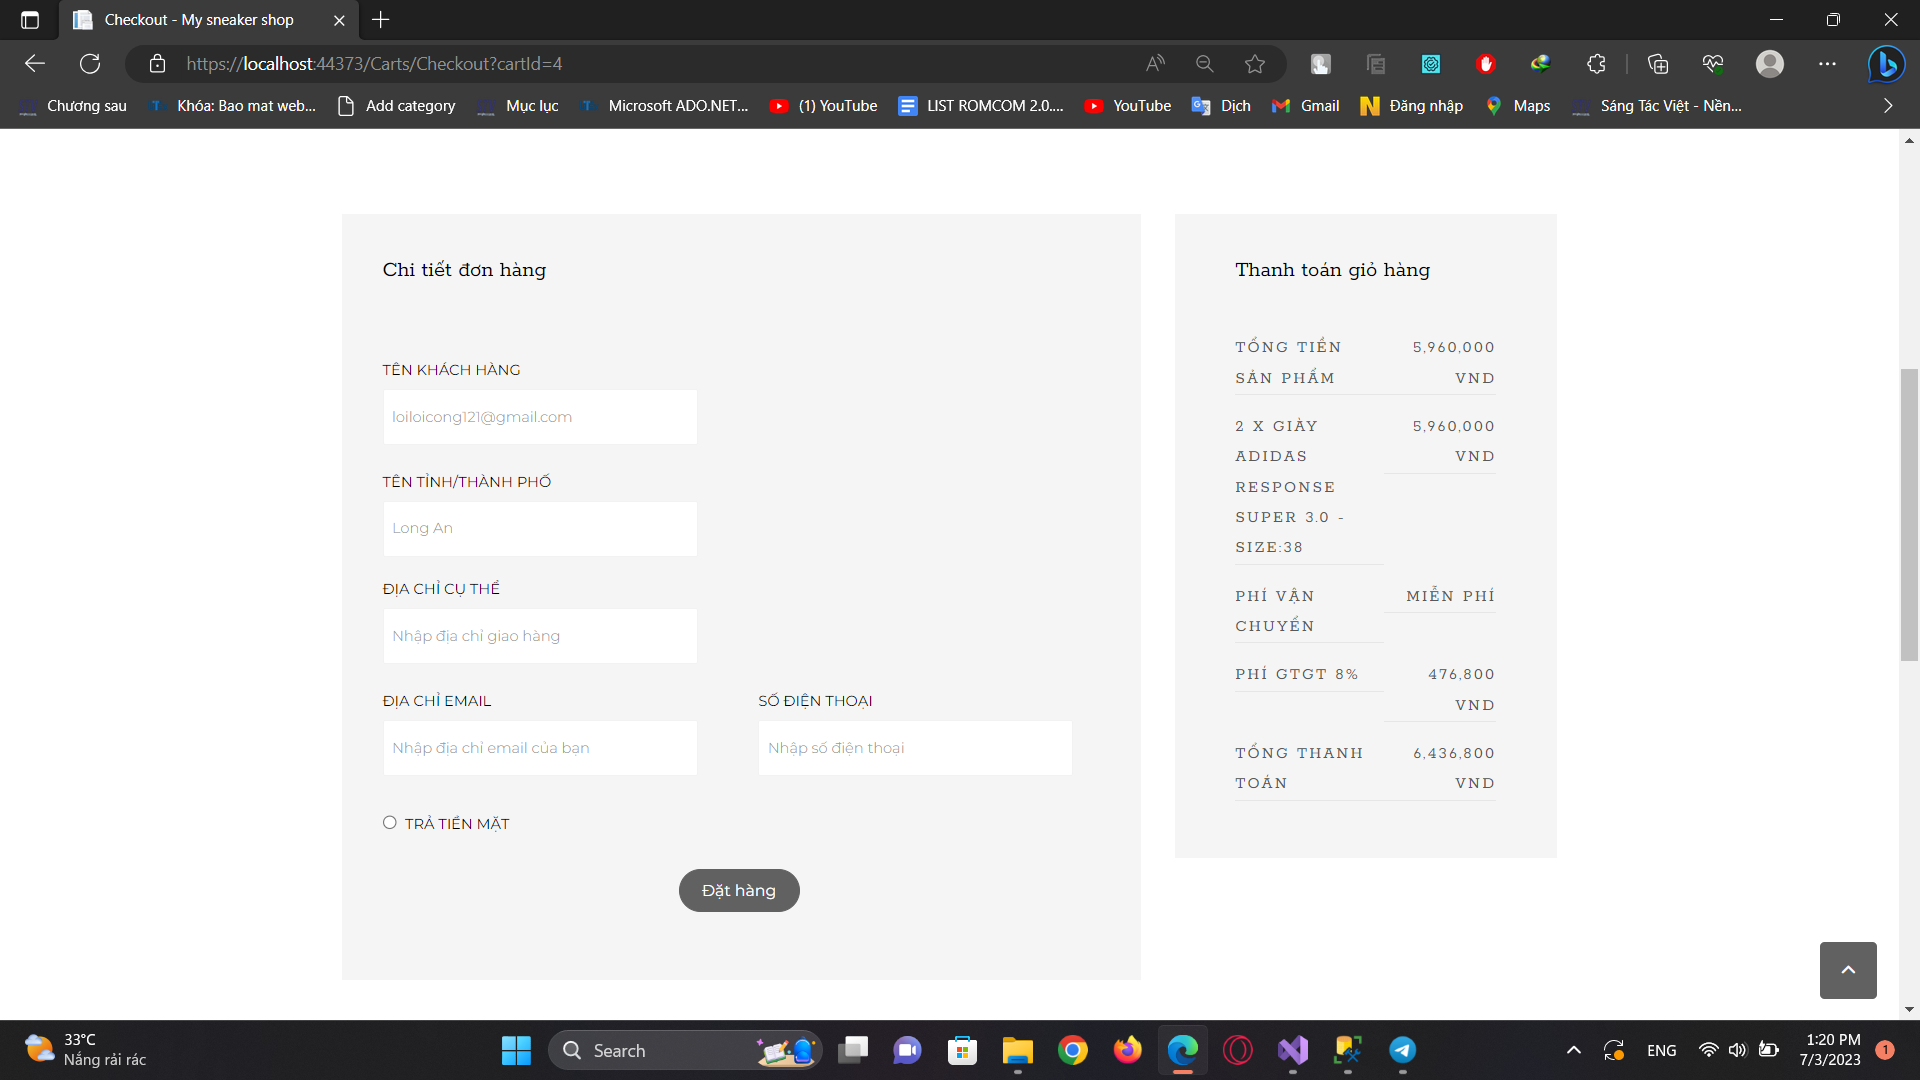 Checkout - My sneaker shop
https://localhost:44373/Carts/Checkout?cartId=4
Chương sau
Khóa: Bao mat web...
Add category
Mục lục
Microsoft ADO.NET...
(1) YouTube
LIST ROMCOM 2.0....
YouTube
Dịch
Gmail
Đăng nhập
Maps
Sáng Tác Việt - Nền...
Chi tiết đơn hàng
TÊN KHÁCH HÀNG
loiloicong121@gmail.com
TÊN TỈNH/THÀNH PHỐ
Long An
ĐỊA CHỈ CỤ THỂ
Nhập địa chỉ giao hàng
ĐỊA CHỈ EMAIL
SỐ ĐIỆN THOẠI
Nhập địa chỉ email của bạn
Nhập số điện thoại
TRẢ TIỀN MẶT
Đặt hàng
Thanh toán giỏ hàng
TỔNG TIỀN 5,960,000
SẢN PHẨM VND
2 X GIÀY 5,960,000
ADIDAS VND
RESPONSE
SUPER 3.0 -
SIZE:38
PHÍ VẬN MIỄN PHÍ
CHUYỂN
PHÍ GTGT 8% 476,800
VND
TỔNG THANH 6,436,800
TOÁN VND
33°C
Nắng rải rác
Search
ENG
1:20 PM
7/3/2023
1